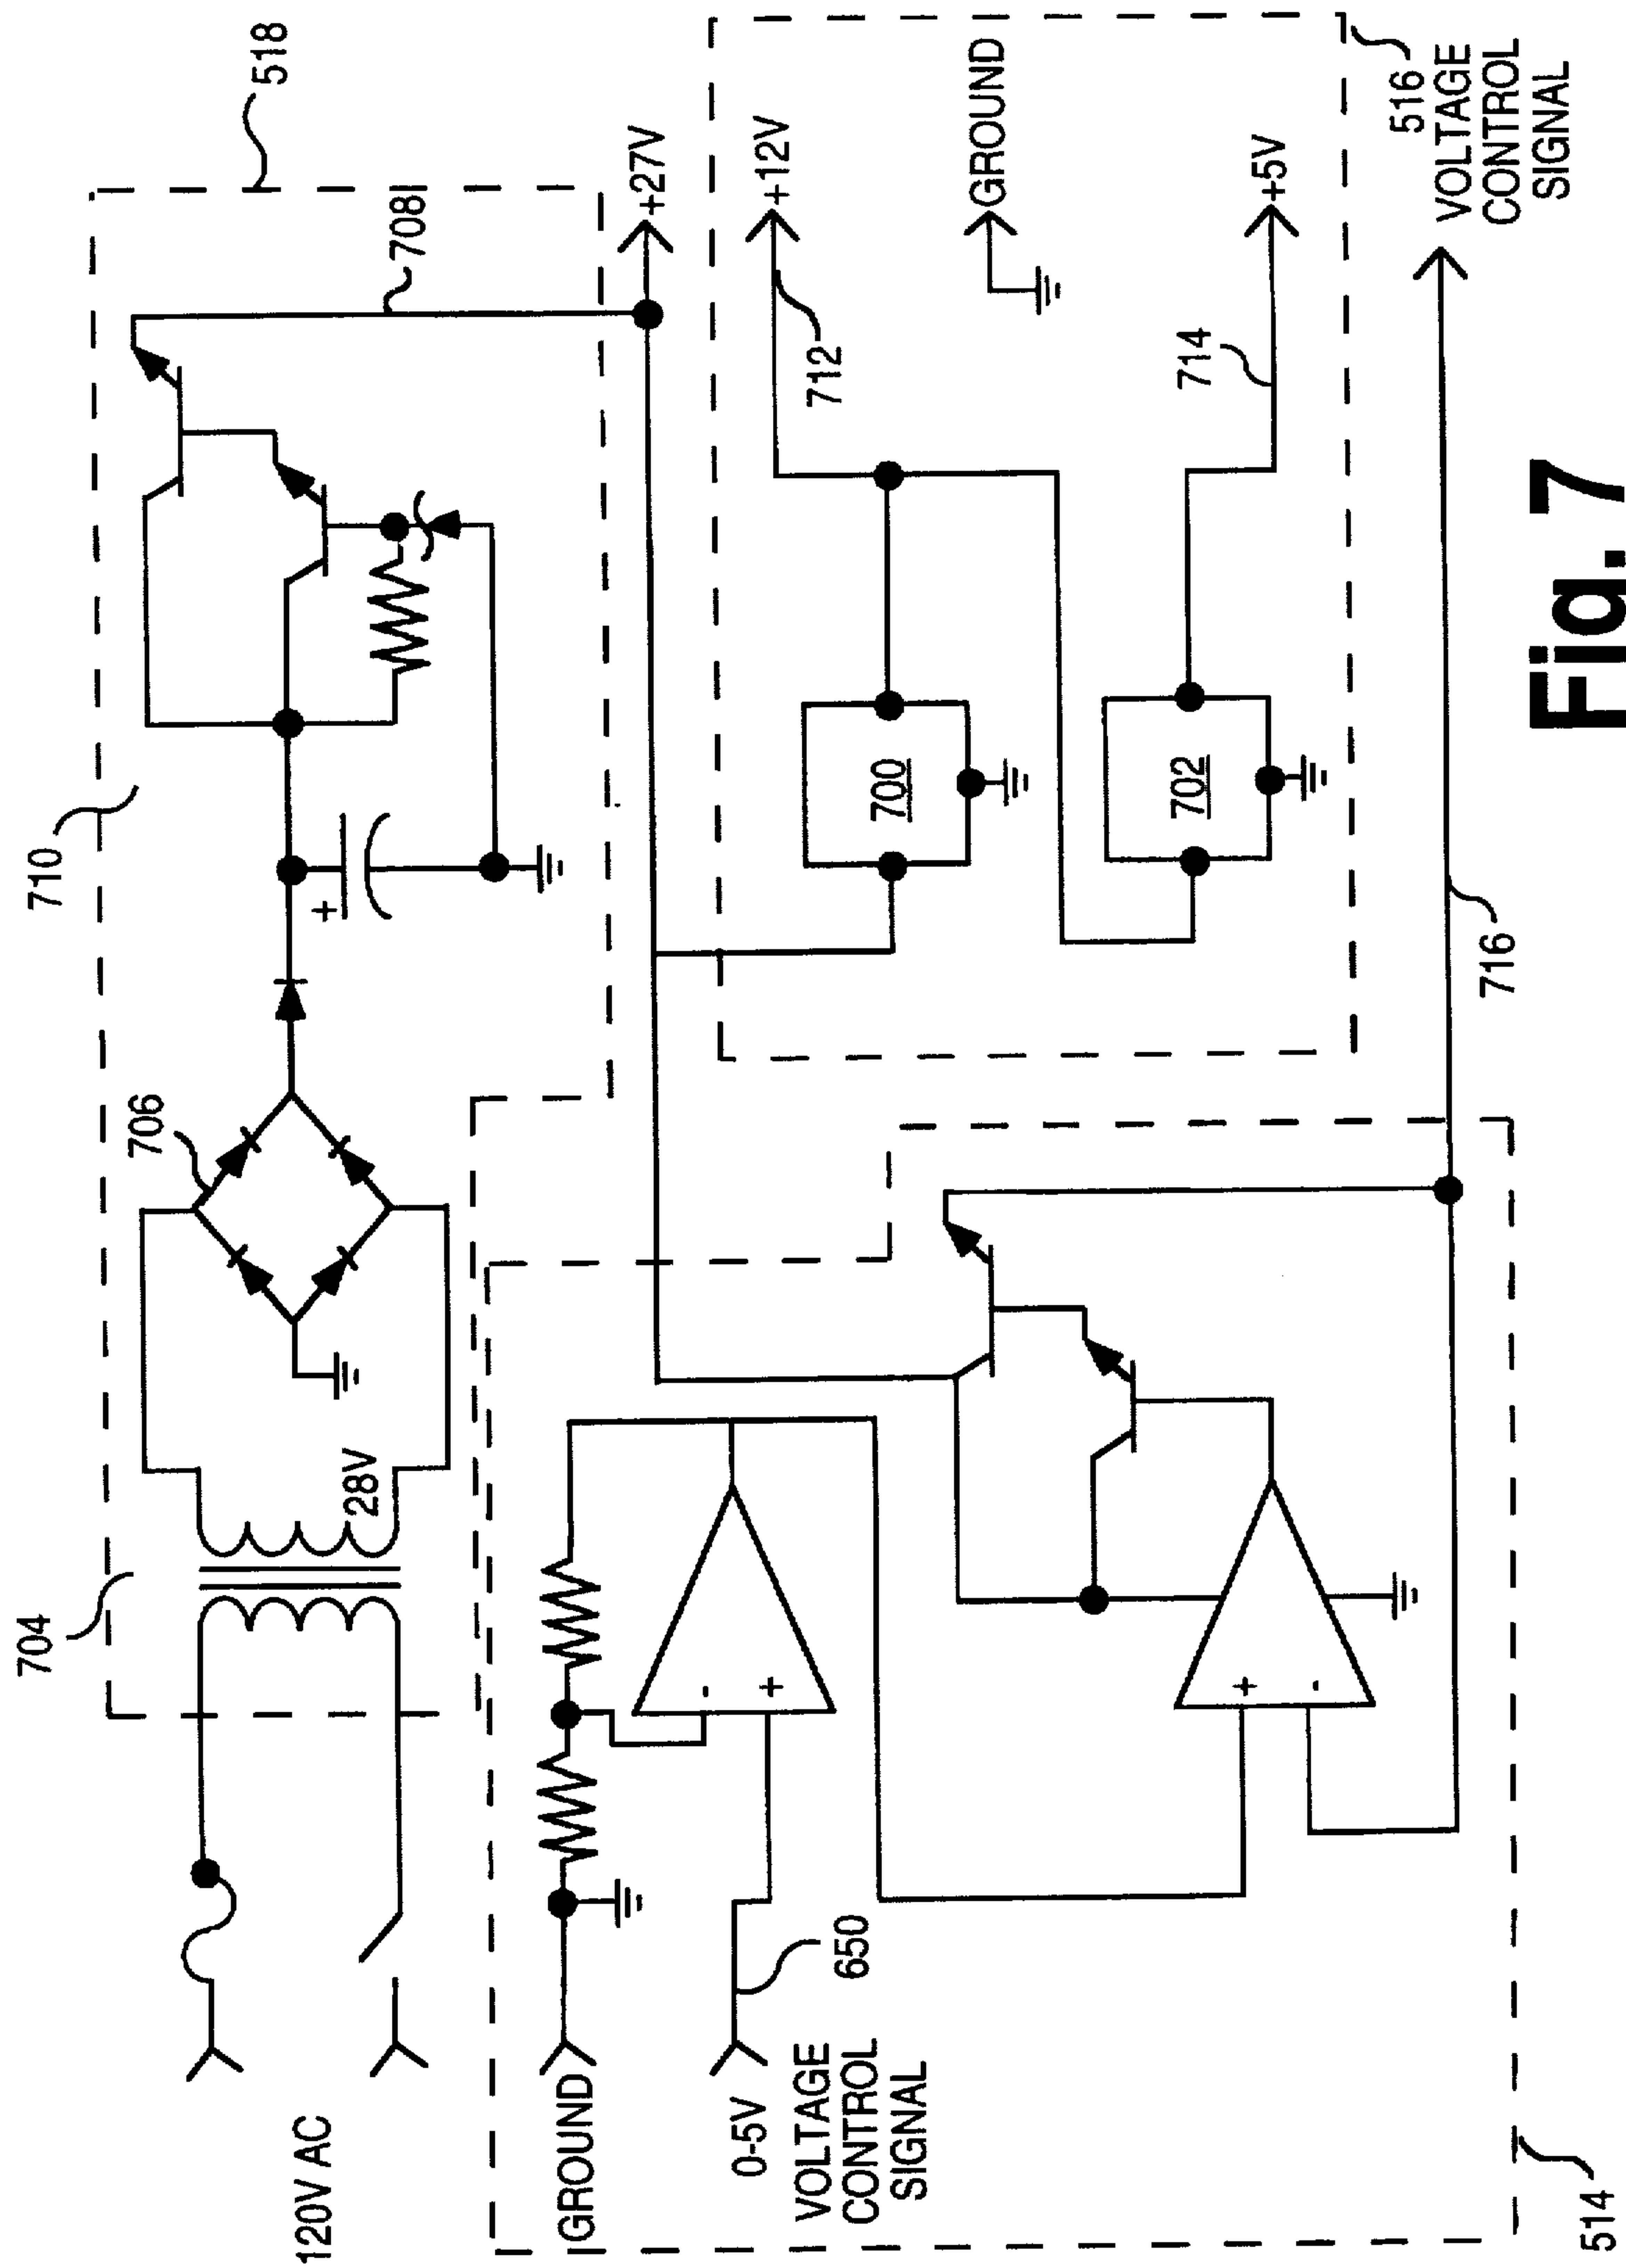 518
710
704
706
708
28V
120V AC
+27V
+12V
712
GROUND
700
714
+5V
702
516
GROUND
0-5V
VOLTAGE
CONTROL
SIGNAL
650
-
+
+
+
-
VOLTAGE
CONTROL
SIGNAL
716
514
Fig. 7